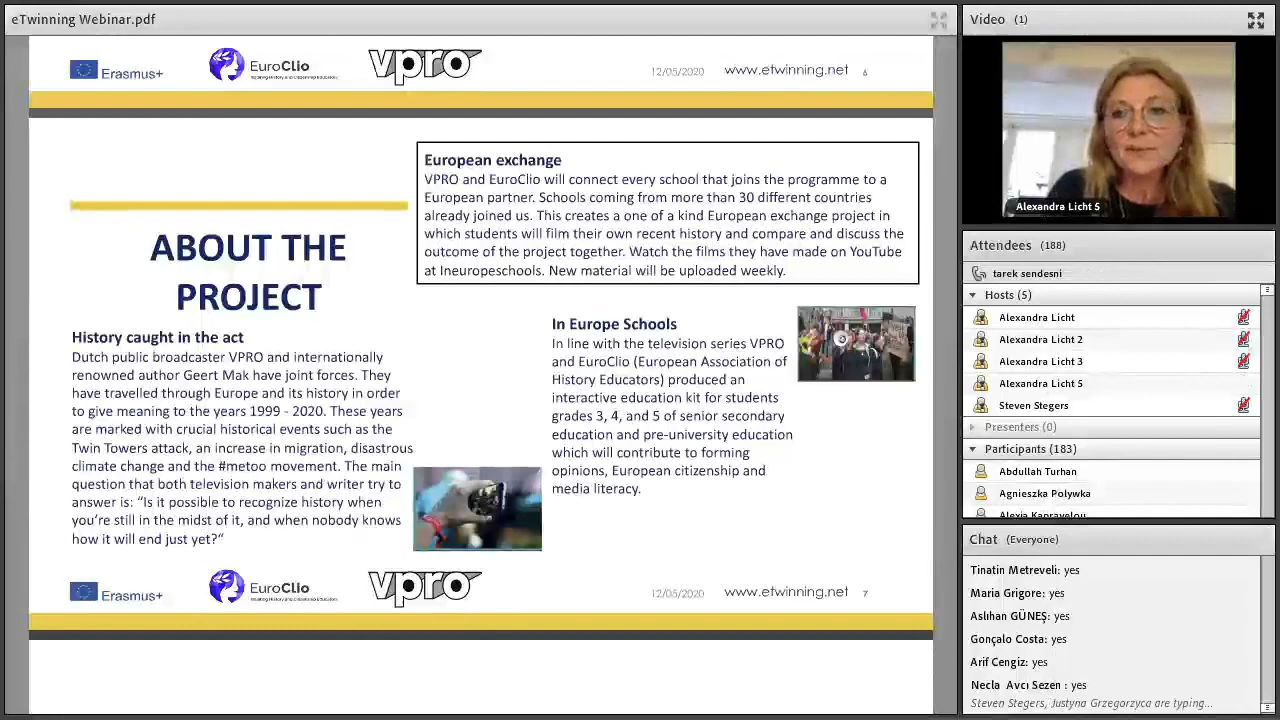 eTwinning Webinar.pdf
Erasmus+
EuroClio
vpro
12/05/2020
www.etwinning.net
6
ABOUT THE
PROJECT
History caught in the act
Dutch public broadcaster VPRO and internationally
renowned author Geert Mak have joint forces. They
have travelled through Europe and its history in order
to give meaning to the years 1999 - 2020. These years
are marked with crucial historical events such as the
Twin Towers attack, an increase in migration, disastrous
climate change and the #metoo movement. The main
question that both television makers and writer try to
answer is: “Is it possible to recognize history when
you’re still in the midst of it, and when nobody knows
how it will end just yet?“
European exchange
VPRO and EuroClio will connect every school that joins the programme to a
European partner. Schools coming from more than 30 different countries
already joined us. This creates a one of a kind European exchange project in
which students will film their own recent history and compare and discuss the
outcome of the project together. Watch the films they have made on YouTube
at Ineuropeschools. New material will be uploaded weekly.
In Europe Schools
In line with the television series VPRO
and EuroClio (European Association of
History Educators) produced an
interactive education kit for students
grades 3, 4, and 5 of senior secondary
education and pre-university education
which will contribute to forming
opinions, European citizenship and
media literacy.
Erasmus+
EuroClio
Inspiring History and Citizenship Educators
vpro
12/05/2020
www.etwinning.net
7
Video (1)
Alexandra Licht 5
Attendees (188)
tarek sendesni
Hosts (5)
Alexandra Licht
Alexandra Licht 2
Alexandra Licht 3
Alexandra Licht 5
Steven Stegers
Presenters (0)
Participants (183)
Abdullah Turhan
Agnieszka Polywka
Alexia Kapravelou
Chat (Everyone)
Tinatin Metreveli: yes
Maria Grigore: yes
Aslıhan GÜNEŞ: yes
Gonçalo Costa: yes
Arif Cengiz: yes
Necla Avcı Sezen : yes
Steven Stegers, Justyna Grzegorzyca are typing...